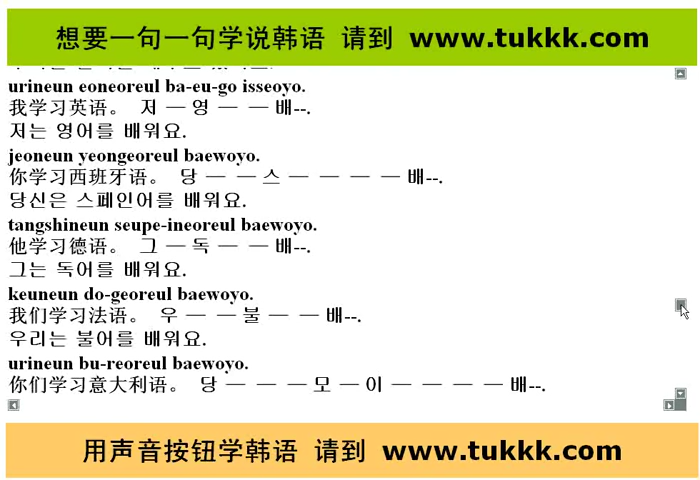 想要一句一句学说韩语 请到 www.tukkk.com
urineun eoneoreul ba-eu-go isseoyo.
我学习英语。 저 — 영 — — 배--.
저는 영어를 배워요.
jeoneun yeongeoreul baewoyo.
你学习西班牙语。 당 — — 스 — — — — 배--.
당신은 스페인어를 배워요.
tangshineun seupe-ineoreul baewoyo.
他学习德语。 그 — 독 — — 배--.
그는 독어를 배워요.
keuneun do-georeul baewoyo.
我们学习法语。 우 — — 불 — — 배--.
우리는 불어를 배워요.
urineun bu-reoreul baewoyo.
你们学习意大利语。 당 — — — 모 — 이 — — — — 배--.
用声音按钮学韩语 请到 www.tukkk.com